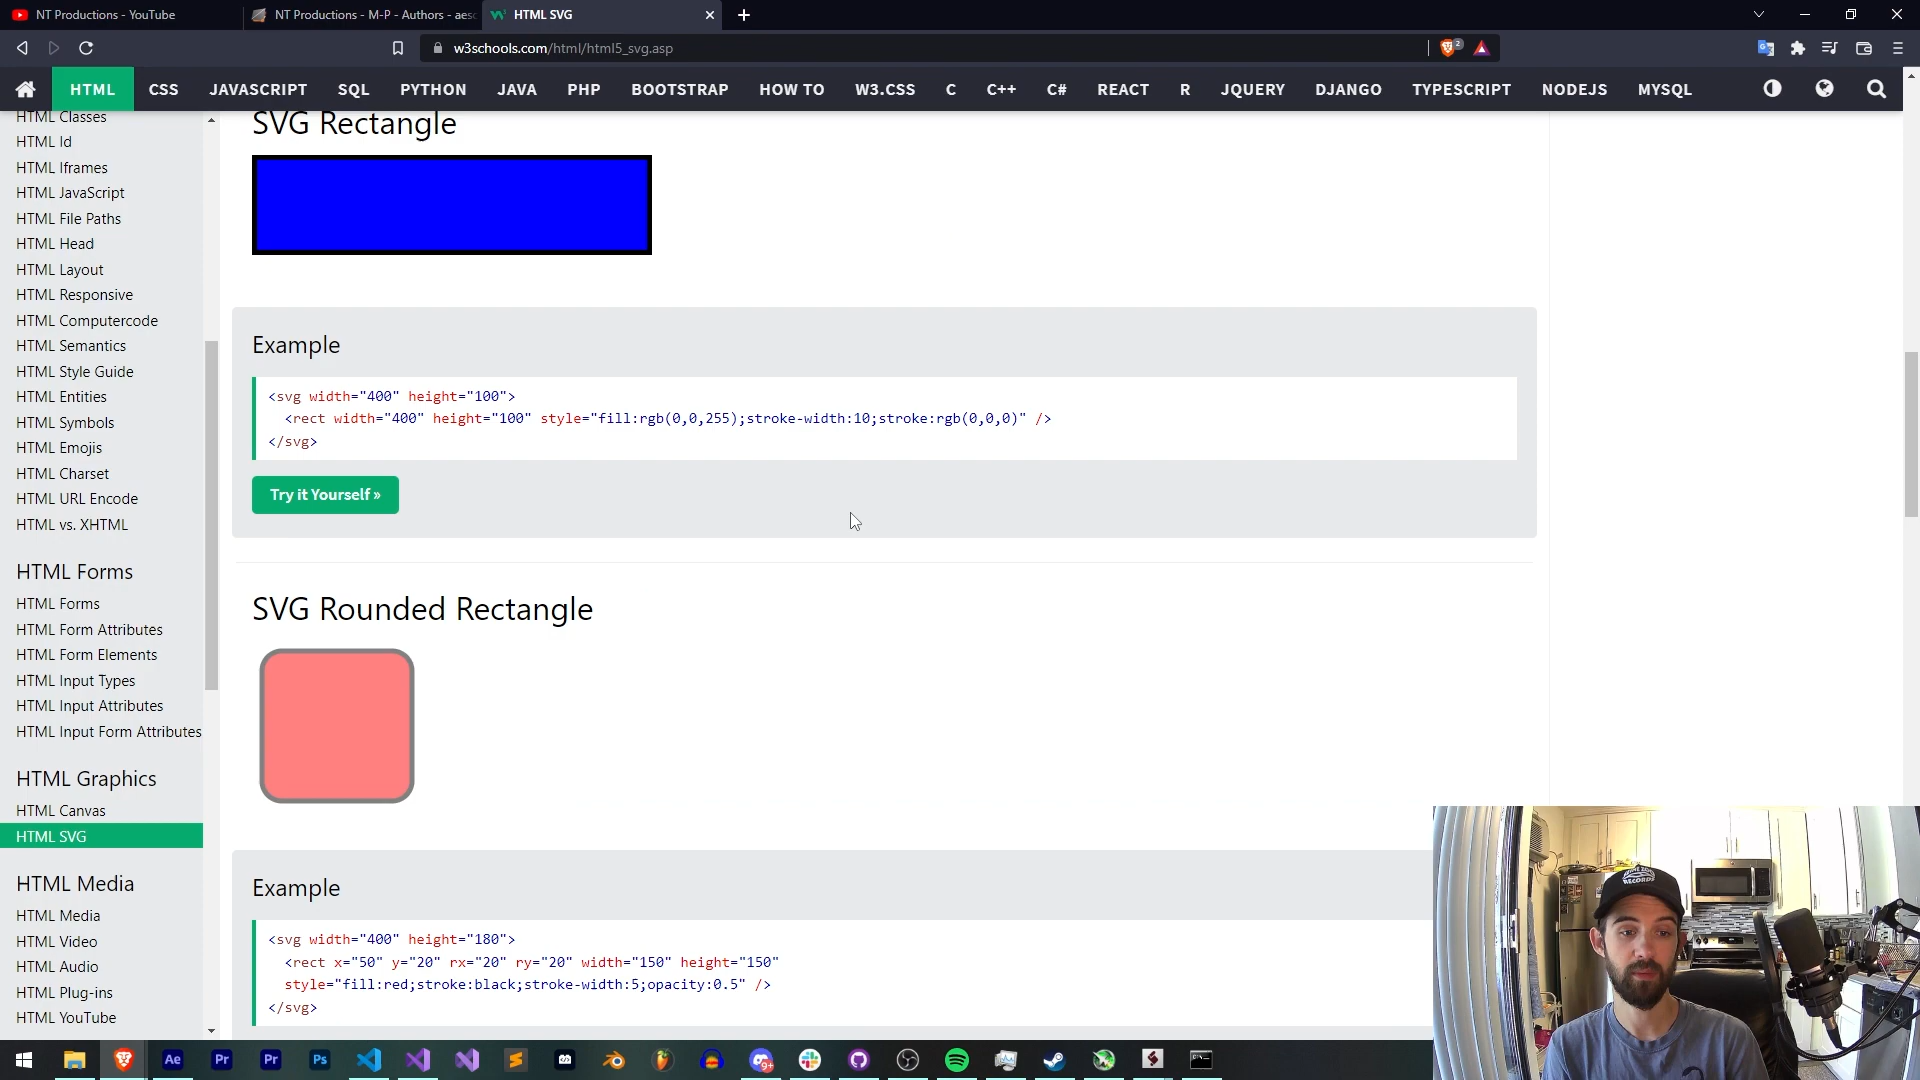 NT Productions - YouTube
NT Productions - M-P - Authors - aesc
HTML SVG
w3schools.com/html/html5_svg.asp
2
HTML CSS JAVASCRIPT SQL PYTHON JAVA PHP BOOTSTRAP HOW TO W3.CSS C C++ C# REACT R JQUERY DJANGO TYPESCRIPT NODEJS MYSQL
HTML Classes
HTML Id
HTML Iframes
HTML JavaScript
HTML File Paths
HTML Head
HTML Layout
HTML Responsive
HTML Computercode
HTML Semantics
HTML Style Guide
HTML Entities
HTML Symbols
HTML Emojis
HTML Charset
HTML URL Encode
HTML vs. XHTML
HTML Forms
HTML Forms
HTML Form Attributes
HTML Form Elements
HTML Input Types
HTML Input Attributes
HTML Input Form Attributes
HTML Graphics
HTML Canvas
HTML SVG
HTML Media
HTML Media
HTML Video
HTML Audio
HTML Plug-ins
HTML YouTube
SVG Rectangle
Example
<svg width="400" height="100">
<rect width="400" height="100" style="fill:rgb(0,0,255);stroke-width:10;stroke:rgb(0,0,0)" />
</svg>
Try it Yourself »
SVG Rounded Rectangle
Example
<svg width="400" height="180">
<rect x="50" y="20" rx="20" ry="20" width="150" height="150"
style="fill:red;stroke:black;stroke-width:5;opacity:0.5" />
</svg>
RECORDS
Ae Pr Pr Ps 9+